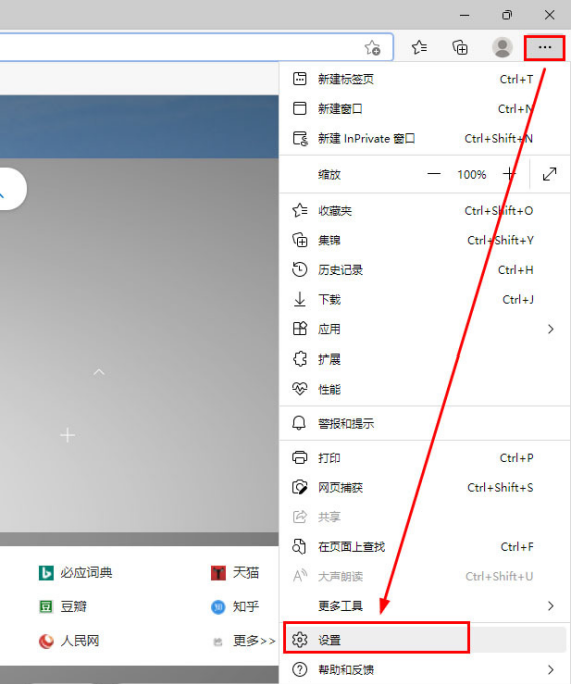 新建标签页 Ctrl+T
新建窗口 Ctrl+N
新建 InPrivate 窗口 Ctrl+Shift+N
缩放 — 100% +
收藏夹 Ctrl+Shift+O
集锦 Ctrl+Shift+Y
历史记录 Ctrl+H
下载 Ctrl+J
应用
扩展
性能
警报和提示
打印 Ctrl+P
网页捕获 Ctrl+Shift+S
共享
在页面上查找 Ctrl+F
大声朗读 Ctrl+Shift+U
更多工具
设置
帮助和反馈
必应词典 天猫
豆瓣 知乎
人民网 更多>>